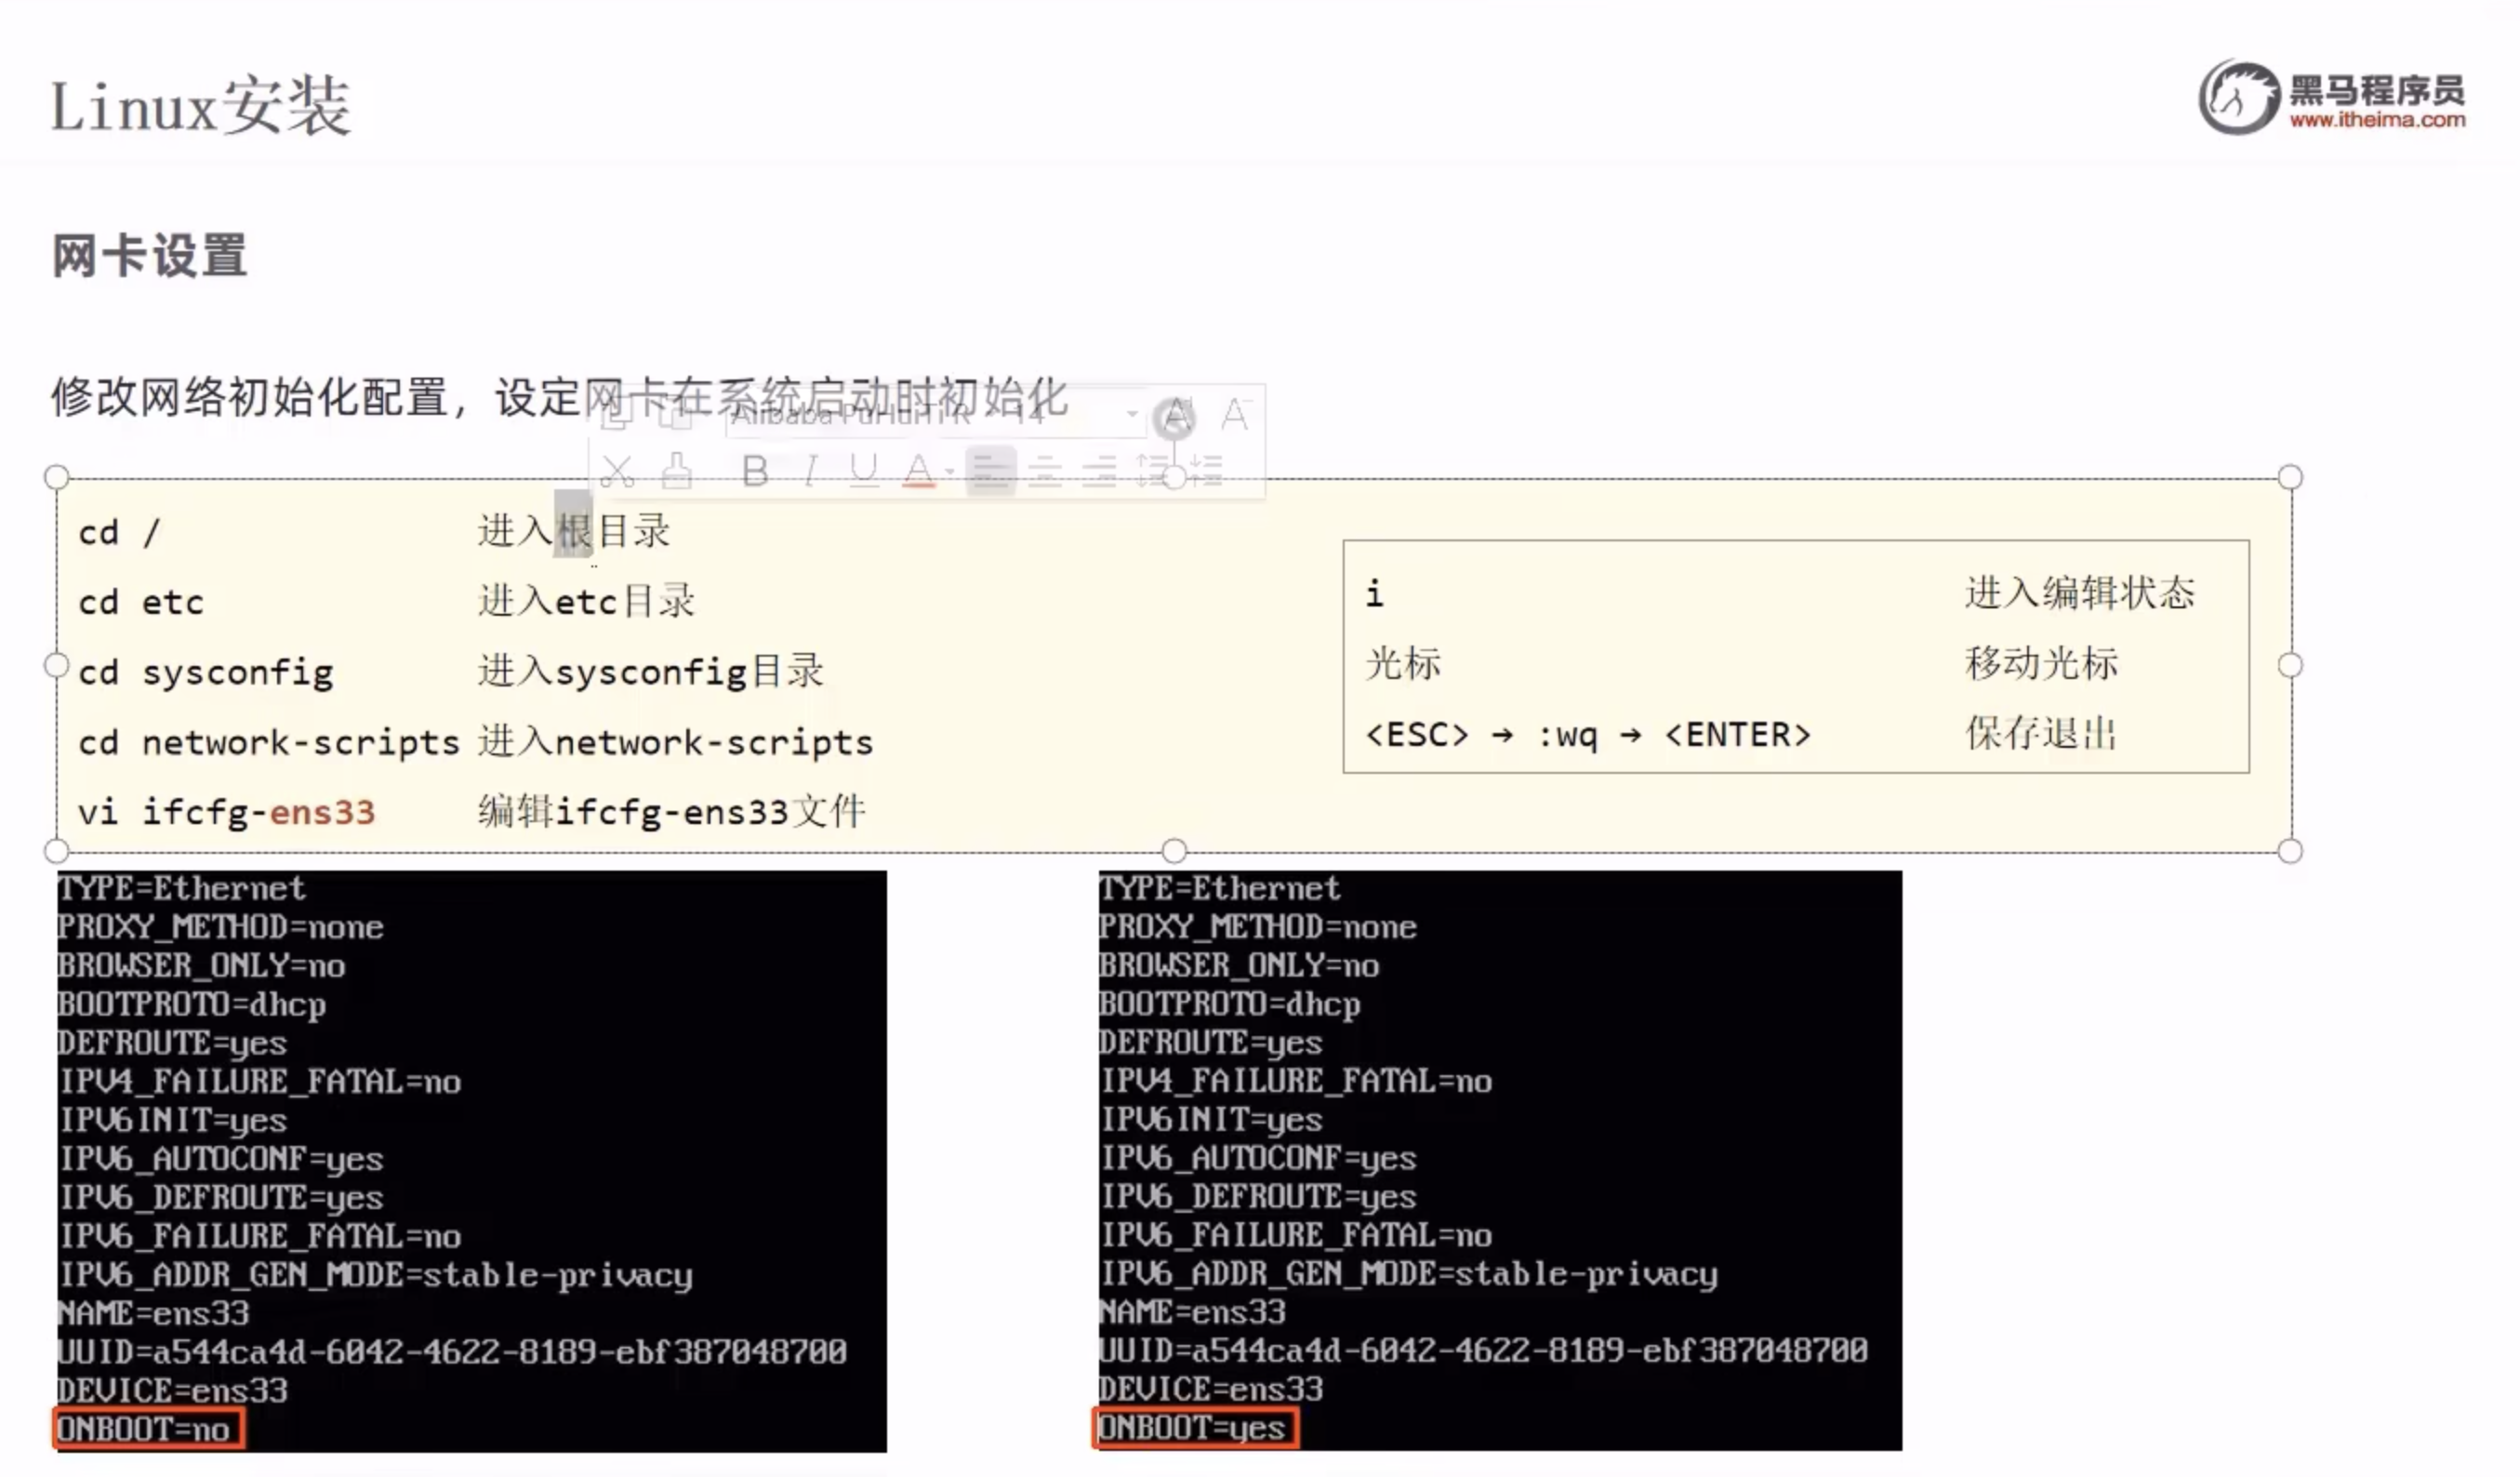 Linux安装
黑马程序员
www.itheima.com
网卡设置
修改网络初始化配置，设定网卡在系统启动时初始化
Alibaba PuHuiTi R 14
B I U A
cd / 进入根目录
cd etc 进入etc目录
cd sysconfig 进入sysconfig目录
cd network-scripts 进入network-scripts
vi ifcfg-ens33 编辑ifcfg-ens33文件
i 进入编辑状态
光标 移动光标
<ESC> → :wq → <ENTER> 保存退出
TYPE=Ethernet
PROXY_METHOD=none
BROWSER_ONLY=no
BOOTPROTO=dhcp
DEFROUTE=yes
IPV4_FAILURE_FATAL=no
IPV6INIT=yes
IPV6_AUTOCONF=yes
IPV6_DEFROUTE=yes
IPV6_FAILURE_FATAL=no
IPV6_ADDR_GEN_MODE=stable-privacy
NAME=ens33
UUID=a544ca4d-6042-4622-8189-ebf387048700
DEVICE=ens33
ONBOOT=no
TYPE=Ethernet
PROXY_METHOD=none
BROWSER_ONLY=no
BOOTPROTO=dhcp
DEFROUTE=yes
IPV4_FAILURE_FATAL=no
IPV6INIT=yes
IPV6_AUTOCONF=yes
IPV6_DEFROUTE=yes
IPV6_FAILURE_FATAL=no
IPV6_ADDR_GEN_MODE=stable-privacy
NAME=ens33
UUID=a544ca4d-6042-4622-8189-ebf387048700
DEVICE=ens33
ONBOOT=yes